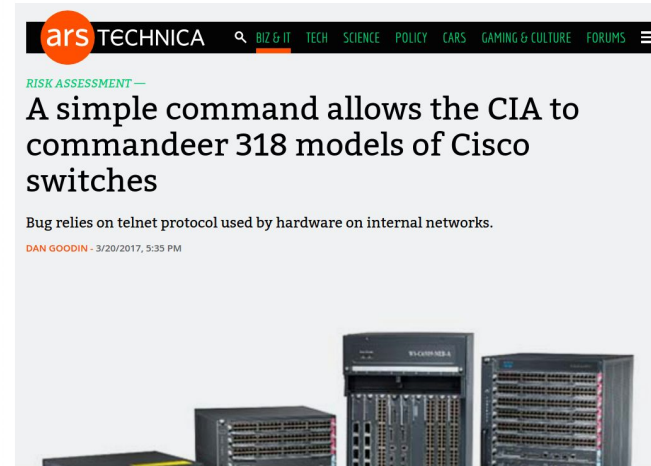 ars TECHNICA BIZ & IT TECH SCIENCE POLICY CARS GAMING & CULTURE FORUMS
RISK ASSESSMENT —
A simple command allows the CIA to
commandeer 318 models of Cisco
switches
Bug relies on telnet protocol used by hardware on internal networks.
DAN GOODIN - 3/20/2017, 5:35 PM